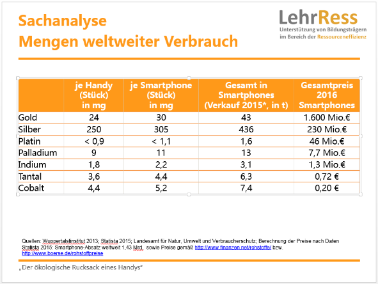 Sachanalyse
Mengen weltweiter Verbrauch
LehrRess
Unterstützung von Bildungsträgern
im Bereich der Ressourceneffizienz
je Handy (Stück) in mg | je Smartphone (Stück) in mg | Gesamt in Smartphones (Verkauf 2015*, in t) | Gesamtpreis 2016 Smartphones
Gold 24 30 43 1.600 Mio.€
Silber 250 305 436 230 Mio.€
Platin < 0,9 < 1,1 1,6 46 Mio.€
Palladium 9 11 13 7,7 Mio.€
Indium 1,8 2,2 3,1 1,3 Mio.€
Tantal 3,6 4,4 6,3 0,72 €
Cobalt 4,4 5,2 7,4 0,20 €
Quellen: Wuppertalinstitut 2013; Statista 2015; Landesamt für Natur, Umwelt und Verbraucherschutz; Berechnung der Preise nach Daten
Statista 2015: Smartphone-Absatz weltweit 1,43 Mrd. sowie Preise gemäß http://www.finanzen.net/rohstoffe/ bzw.
http://www.boerse.de/rohstoffpreise
„Der ökologische Rucksack eines Handys“